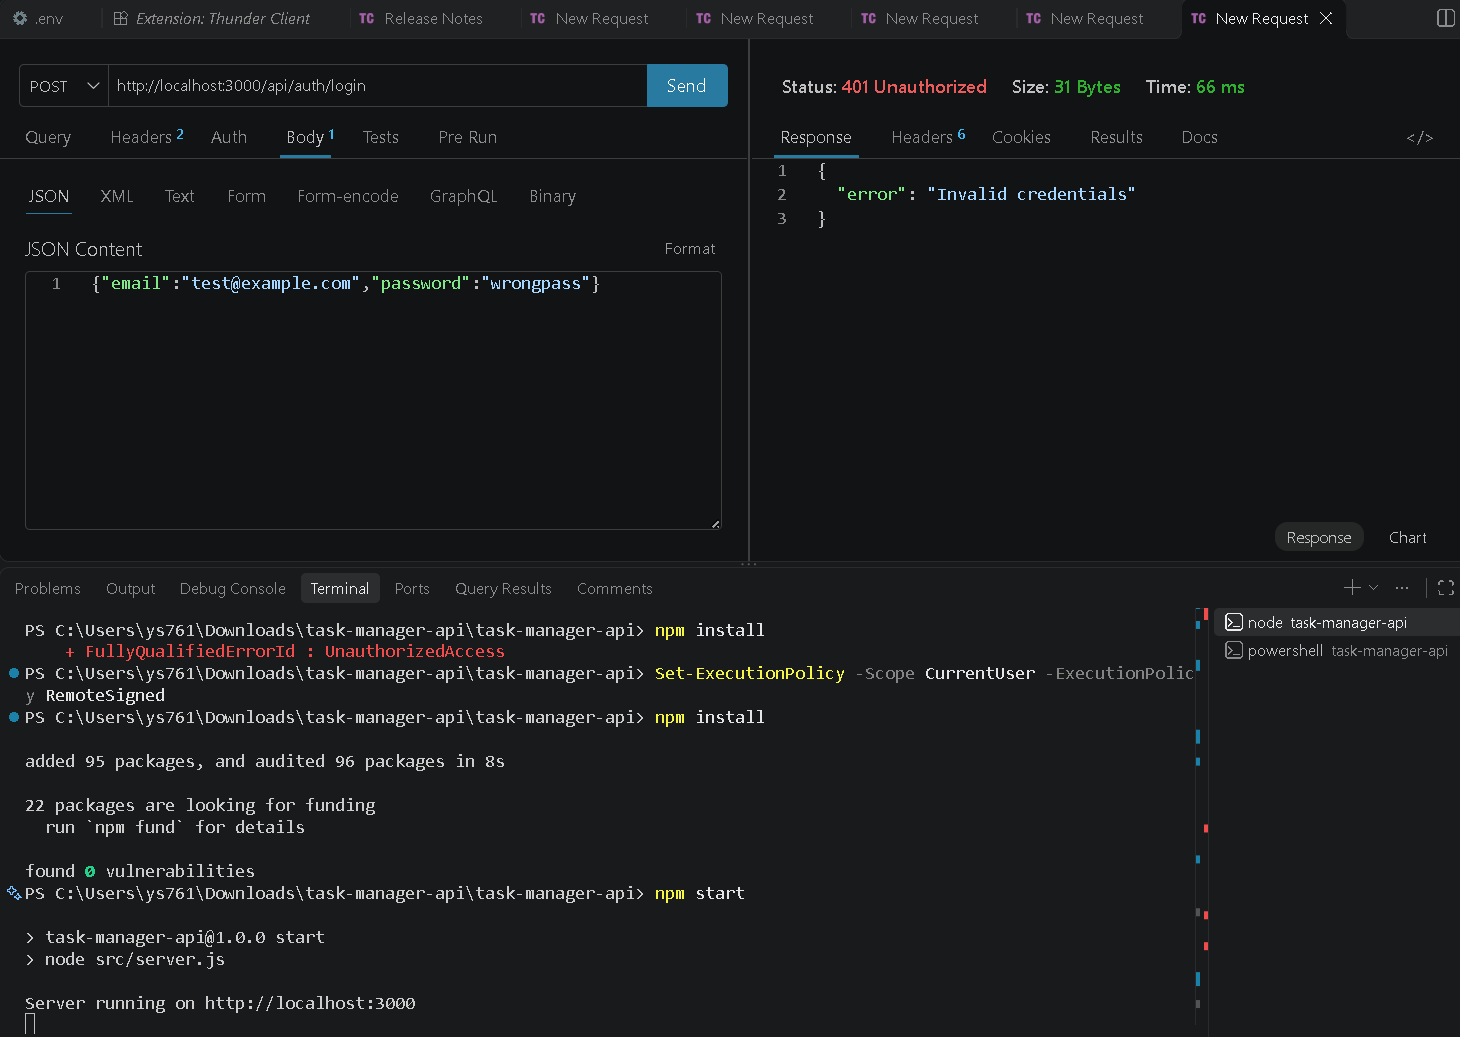 .env
Extension: Thunder Client
TC Release Notes
TC New Request
TC New Request
TC New Request
TC New Request
TC New Request
POST
http://localhost:3000/api/auth/login
Send
Query
Headers 2
Auth
Body 1
Tests
Pre Run
JSON
XML
Text
Form
Form-encode
GraphQL
Binary
JSON Content
Format
1 {"email":"test@example.com","password":"wrongpass"}
Status: 401 Unauthorized
Size: 31 Bytes
Time: 66 ms
Response
Headers 6
Cookies
Results
Docs
</>
1 {
2 "error": "Invalid credentials"
3 }
Response
Chart
Problems
Output
Debug Console
Terminal
Ports
Query Results
Comments
PS C:\Users\ys761\Downloads\task-manager-api\task-manager-api> npm install
+ FullyQualifiedErrorId : UnauthorizedAccess
PS C:\Users\ys761\Downloads\task-manager-api\task-manager-api> Set-ExecutionPolicy -Scope CurrentUser -ExecutionPolic
y RemoteSigned
PS C:\Users\ys761\Downloads\task-manager-api\task-manager-api> npm install
added 95 packages, and audited 96 packages in 8s
22 packages are looking for funding
run `npm fund` for details
found 0 vulnerabilities
PS C:\Users\ys761\Downloads\task-manager-api\task-manager-api> npm start
> task-manager-api@1.0.0 start
> node src/server.js
Server running on http://localhost:3000
node task-manager-api
powershell task-manager-api